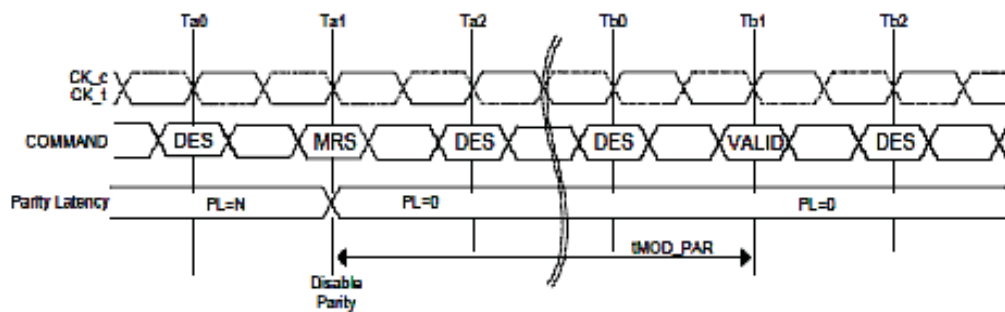 Ta0 Ta1 Ta2 Tb0 Tb1 Tb2
CK_c
CK_t
COMMAND DES MRS DES DES VALID DES
Parity Latency PL=N PL=0 PL=0
tMOD_PAR
Disable
Parity